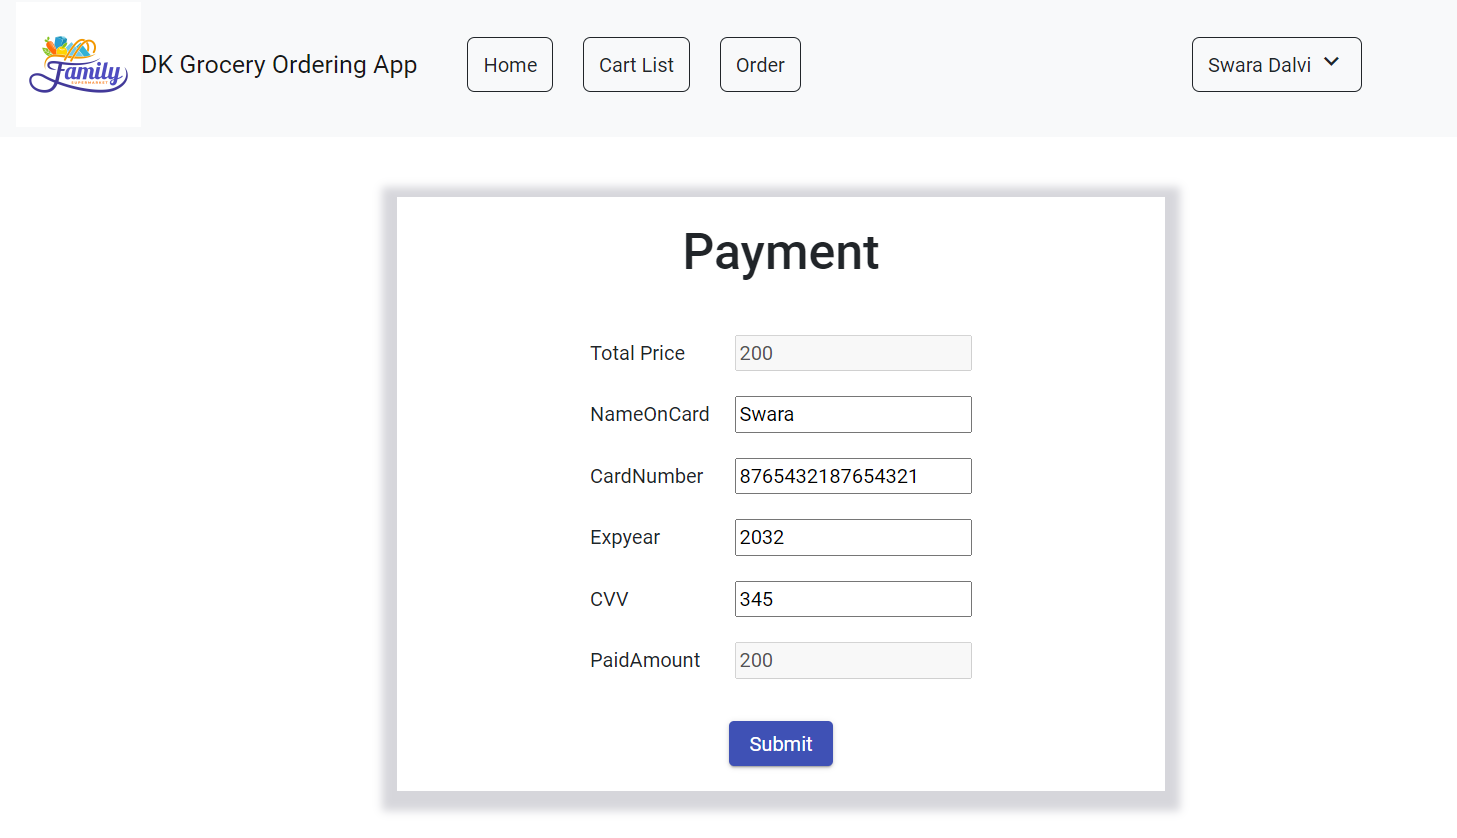 Family
SUPERMARKET
DK Grocery Ordering App
Home
Cart List
Order
Swara Dalvi
Payment
Total Price 200
NameOnCard Swara
CardNumber 8765432187654321
Expyear 2032
CVV 345
PaidAmount 200
Submit